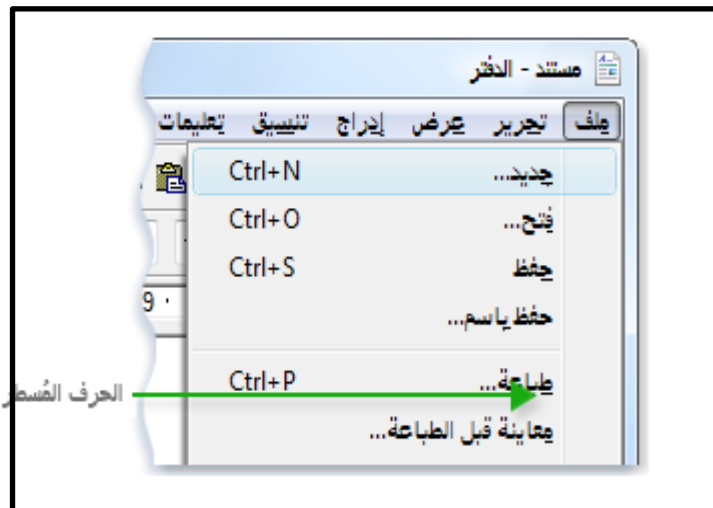 مستند - الدفتر
ملف تحرير عرض إدراج تنسيق تعليمات
جديد... Ctrl+N
فتح... Ctrl+O
حفظ Ctrl+S
حفظ باسم...
9
طباعة... Ctrl+P
الحرف المُسطر
معاينة قبل الطباعة...